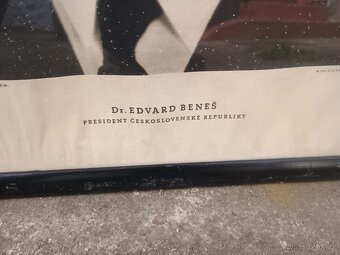 Dr. EDVARD BENEŠ
PRESIDENT ČESKOSLOVENSKÉ REPUBLIKY